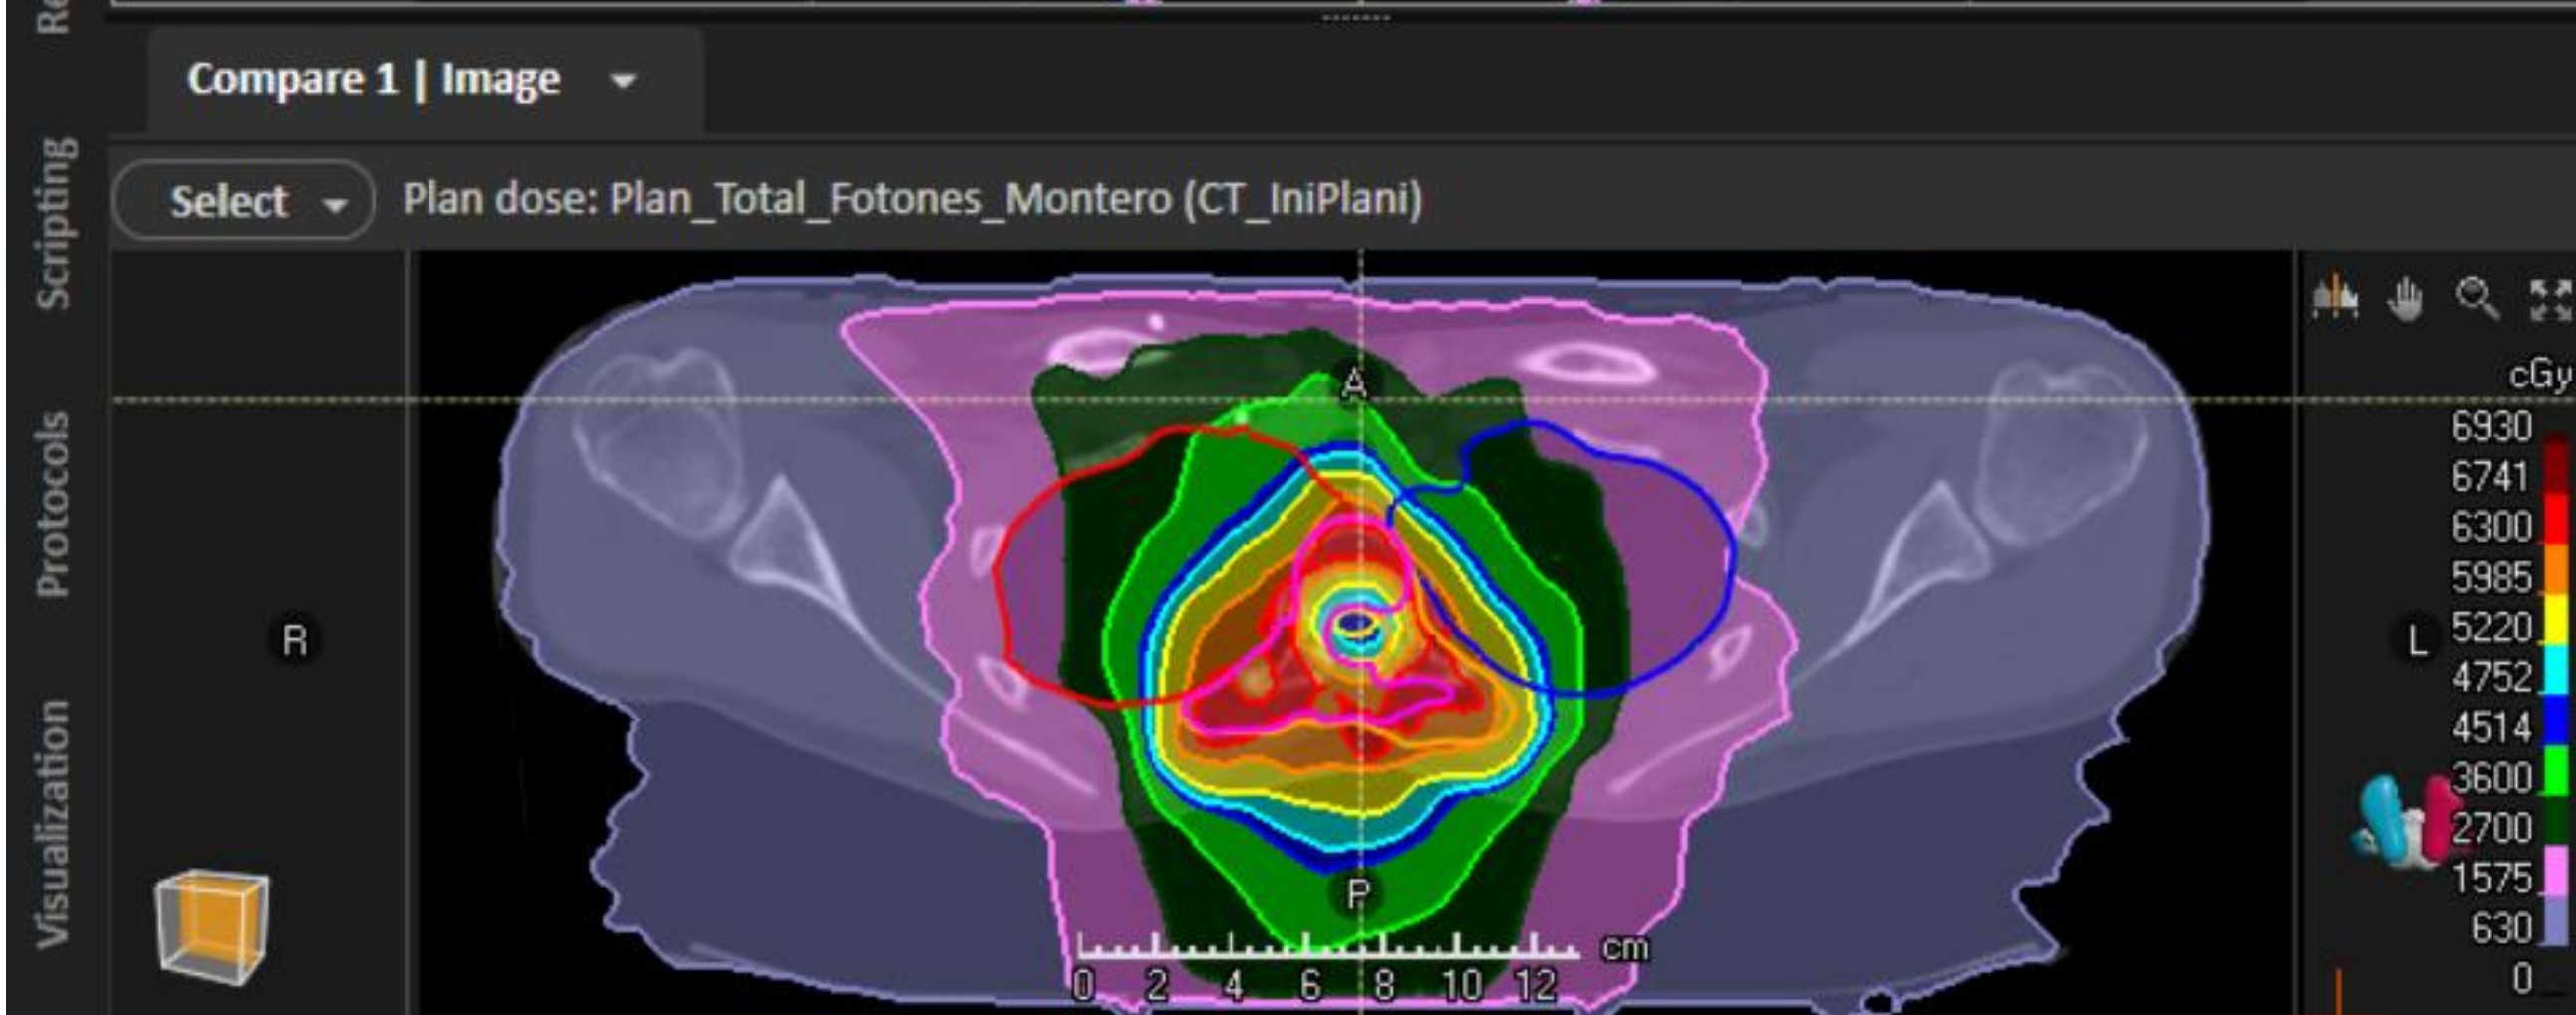 Re
Compare 1 | Image
Scripting
Select
Plan dose: Plan_Total_Fotones_Montero (CT_IniPlani)
Protocols
Visualization
A
R
L
P
cGy
6930
6741
6300
5985
5220
4752
4514
3600
2700
1575
630
0
cm
0 2 4 6 8 10 12